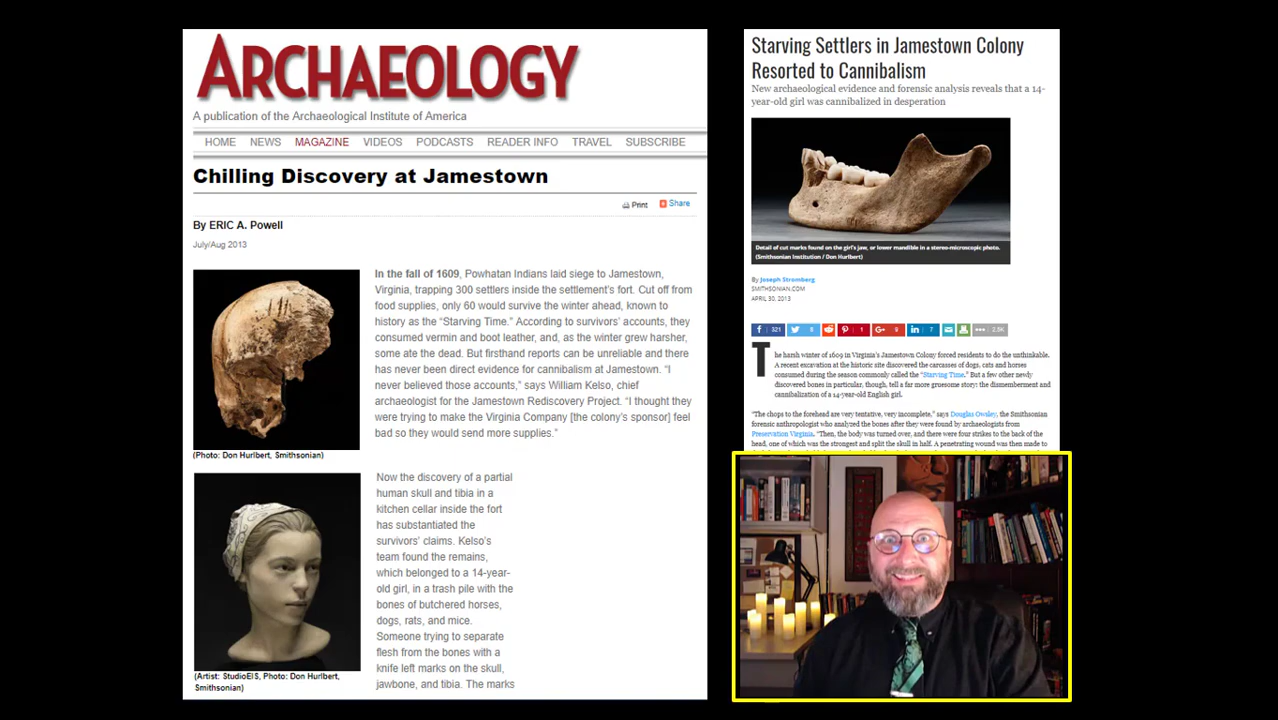 ARCHAEOLOGY
A publication of the Archaeological Institute of America
HOME NEWS MAGAZINE VIDEOS PODCASTS READER INFO TRAVEL SUBSCRIBE
Chilling Discovery at Jamestown
Print Share
By ERIC A. Powell
July/Aug 2013
(Photo: Don Hurlbert, Smithsonian)
In the fall of 1609, Powhatan Indians laid siege to Jamestown,
Virginia, trapping 300 settlers inside the settlement's fort. Cut off from
food supplies, only 60 would survive the winter ahead, known to
history as the “Starving Time.” According to survivors' accounts, they
consumed vermin and boot leather, and, as the winter grew harsher,
some ate the dead. But firsthand reports can be unreliable and there
has never been direct evidence for cannibalism at Jamestown. “I
never believed those accounts,” says William Kelso, chief
archaeologist for the Jamestown Rediscovery Project. “I thought they
were trying to make the Virginia Company [the colony's sponsor] feel
bad so they would send more supplies.”
(Artist: StudioEIS, Photo: Don Hurlbert,
Smithsonian)
Now the discovery of a partial
human skull and tibia in a
kitchen cellar inside the fort
has substantiated the
survivors' claims. Kelso's
team found the remains,
which belonged to a 14-year-
old girl, in a trash pile with the
bones of butchered horses,
dogs, rats, and mice.
Someone trying to separate
flesh from the bones with a
knife left marks on the skull,
jawbone, and tibia. The marks
Starving Settlers in Jamestown Colony
Resorted to Cannibalism
New archaeological evidence and forensic analysis reveals that a 14-
year-old girl was cannibalized in desperation
Detail of cut marks found on the girl's jaw, or lower mandible in a stereo-microscopic photo.
(Smithsonian Institution / Don Hurlbert)
By Joseph Stromberg
SMITHSONIAN.COM
APRIL 30, 2013
321 6 1 9 7 2.8K
The harsh winter of 1609 in Virginia's Jamestown Colony forced residents to do the unthinkable.
A recent excavation at the historic site discovered the carcasses of dogs, cats and horses
consumed during the season commonly called the “Starving Time.” But a few other newly
discovered bones in particular, though, tell a far more gruesome story: the dismemberment and
cannibalization of a 14-year-old English girl.
“The chops to the forehead are very tentative, very incomplete,” says Douglas Owsley, the Smithsonian
forensic anthropologist who analyzed the bones after they were found by archaeologists from
Preservation Virginia. “Then, the body was turned over, and there were four strikes to the back of the
head, one of which was the strongest and split the skull in half. A penetrating wound was then made to